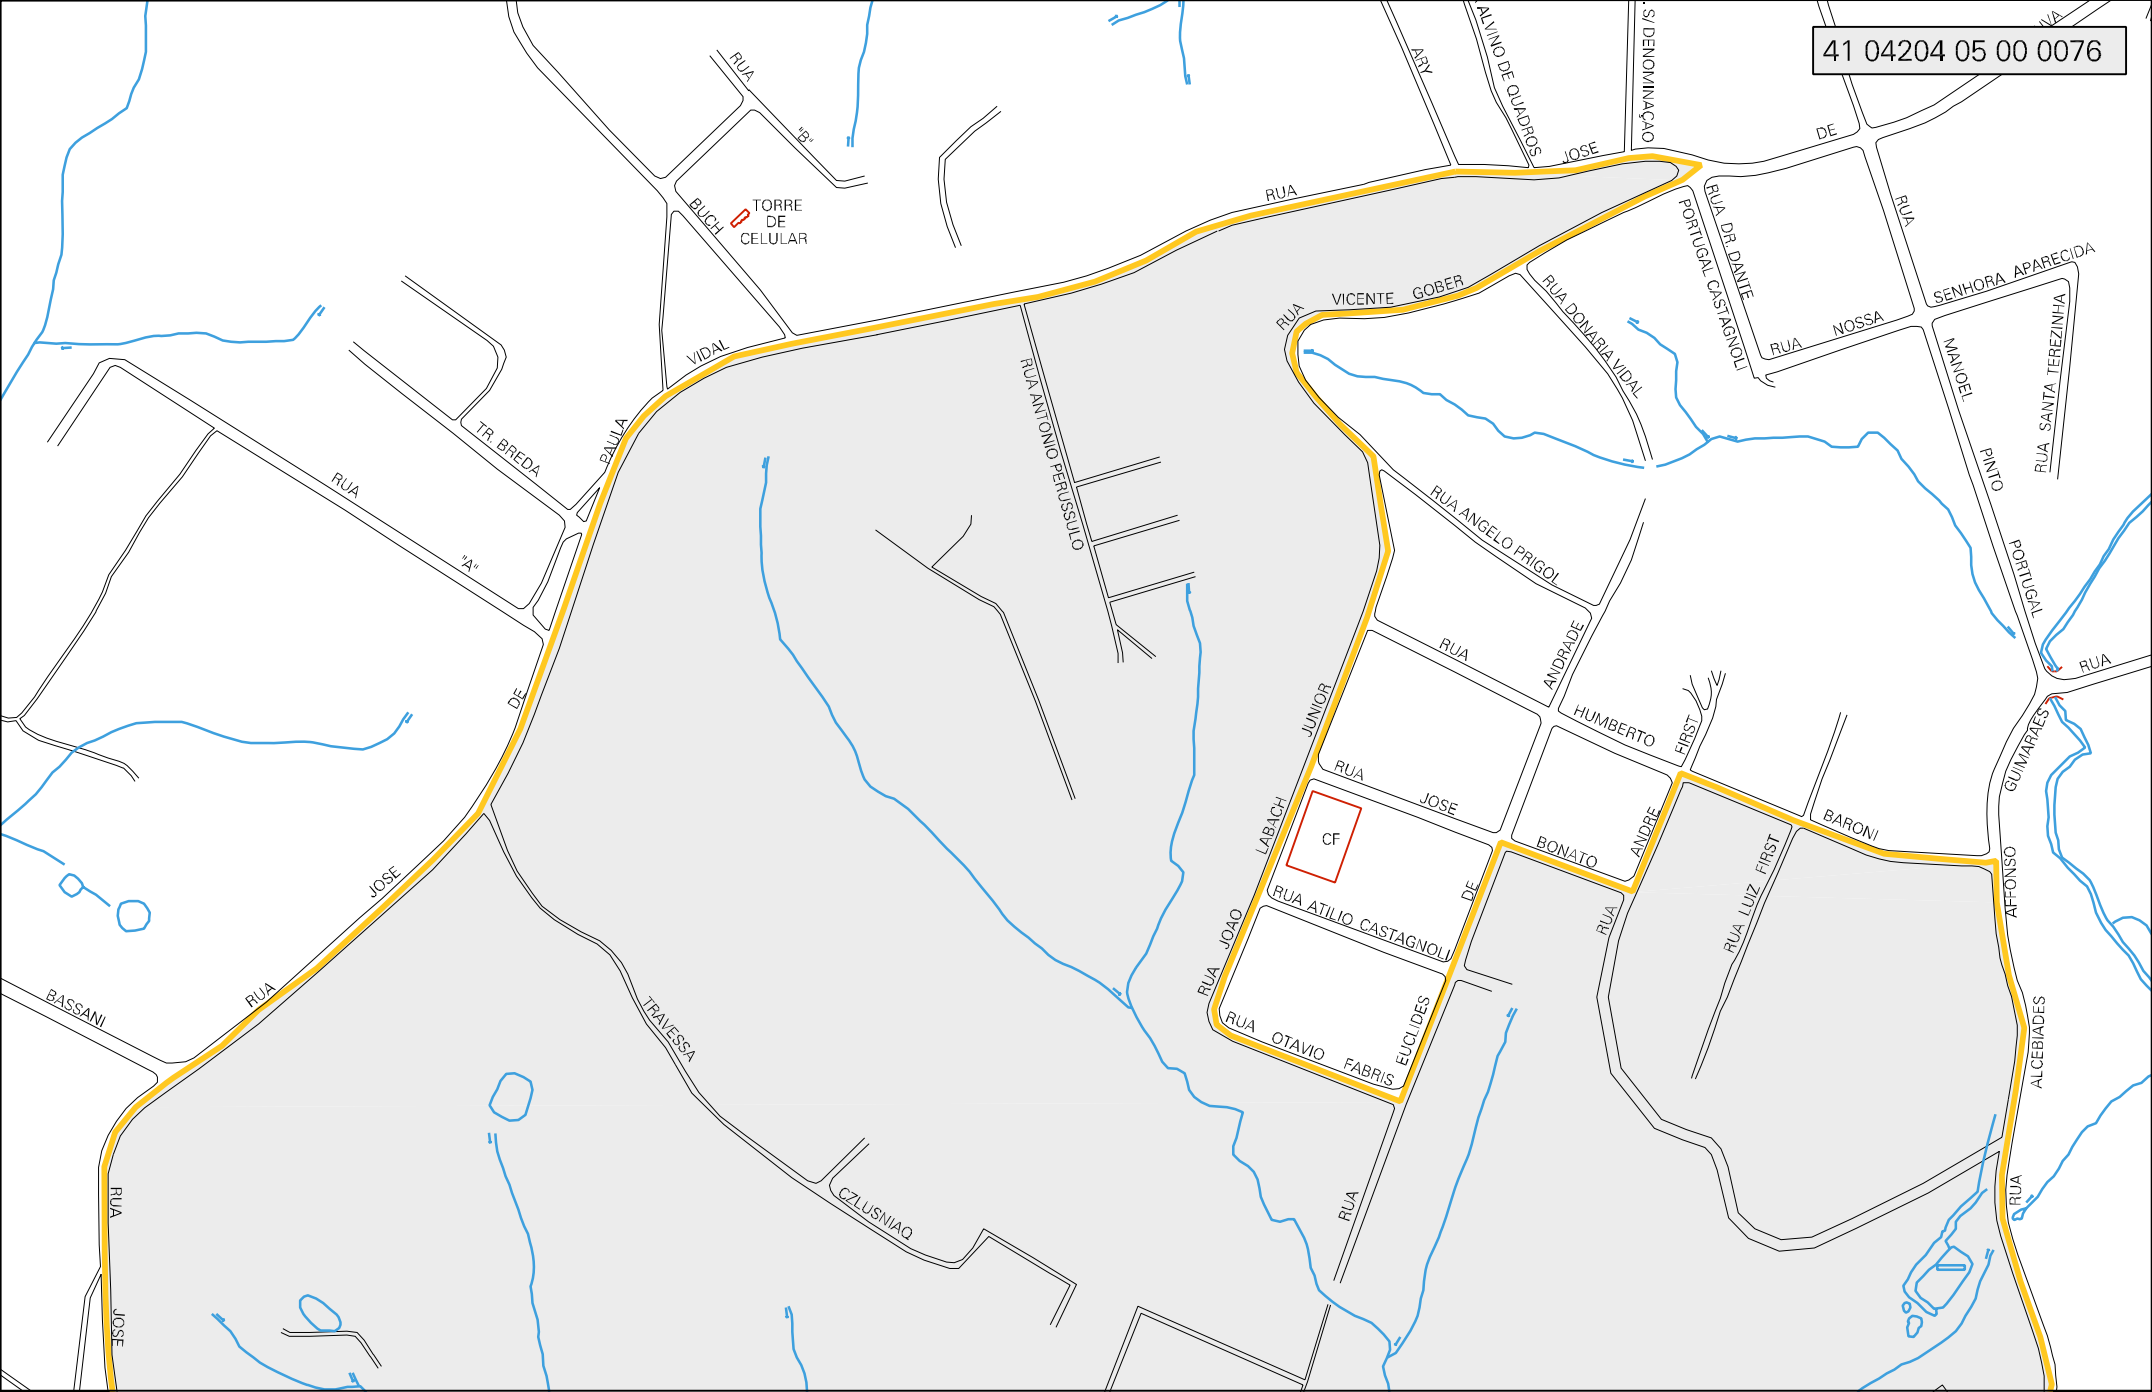 41 04204 05 00 0076
IVA
ARY
ALVINO DE QUADROS
S/ DENOMINAÇAO
RUA
"B"
BUCH
TORRE
DE
CELULAR
RUA
JOSE
DE
VIDAL
PAULA
DE
JOSE
RUA
RUA
JOSE
TR. BREDA
RUA
"A"
BASSANI
RUA ANTONIO PERUSSULO
RUA
VICENTE
GOBER
RUA DONARIA VIDAL
RUA DR. DANTE
PORTUGAL CASTAGNOLI
RUA
MANOEL
PINTO
PORTUGAL
RUA
NOSSA
SENHORA APARECIDA
RUA SANTA TEREZINHA
RUA ANGELO PRIGOL
RUA
HUMBERTO
BARONI
ANDRADE
FIRST
RUA
JOSE
BONATO
ANDRE
RUA
CF
JUNIOR
LABACH
JOAO
RUA
RUA ATILIO CASTAGNOLI
RUA OTAVIO FABRIS
DE
EUCLIDES
RUA
RUA LUIZ FIRST
RUA
GUIMARAES
AFFONSO
ALCEBIADES
RUA
TRAVESSA
CZLUSNIAQ